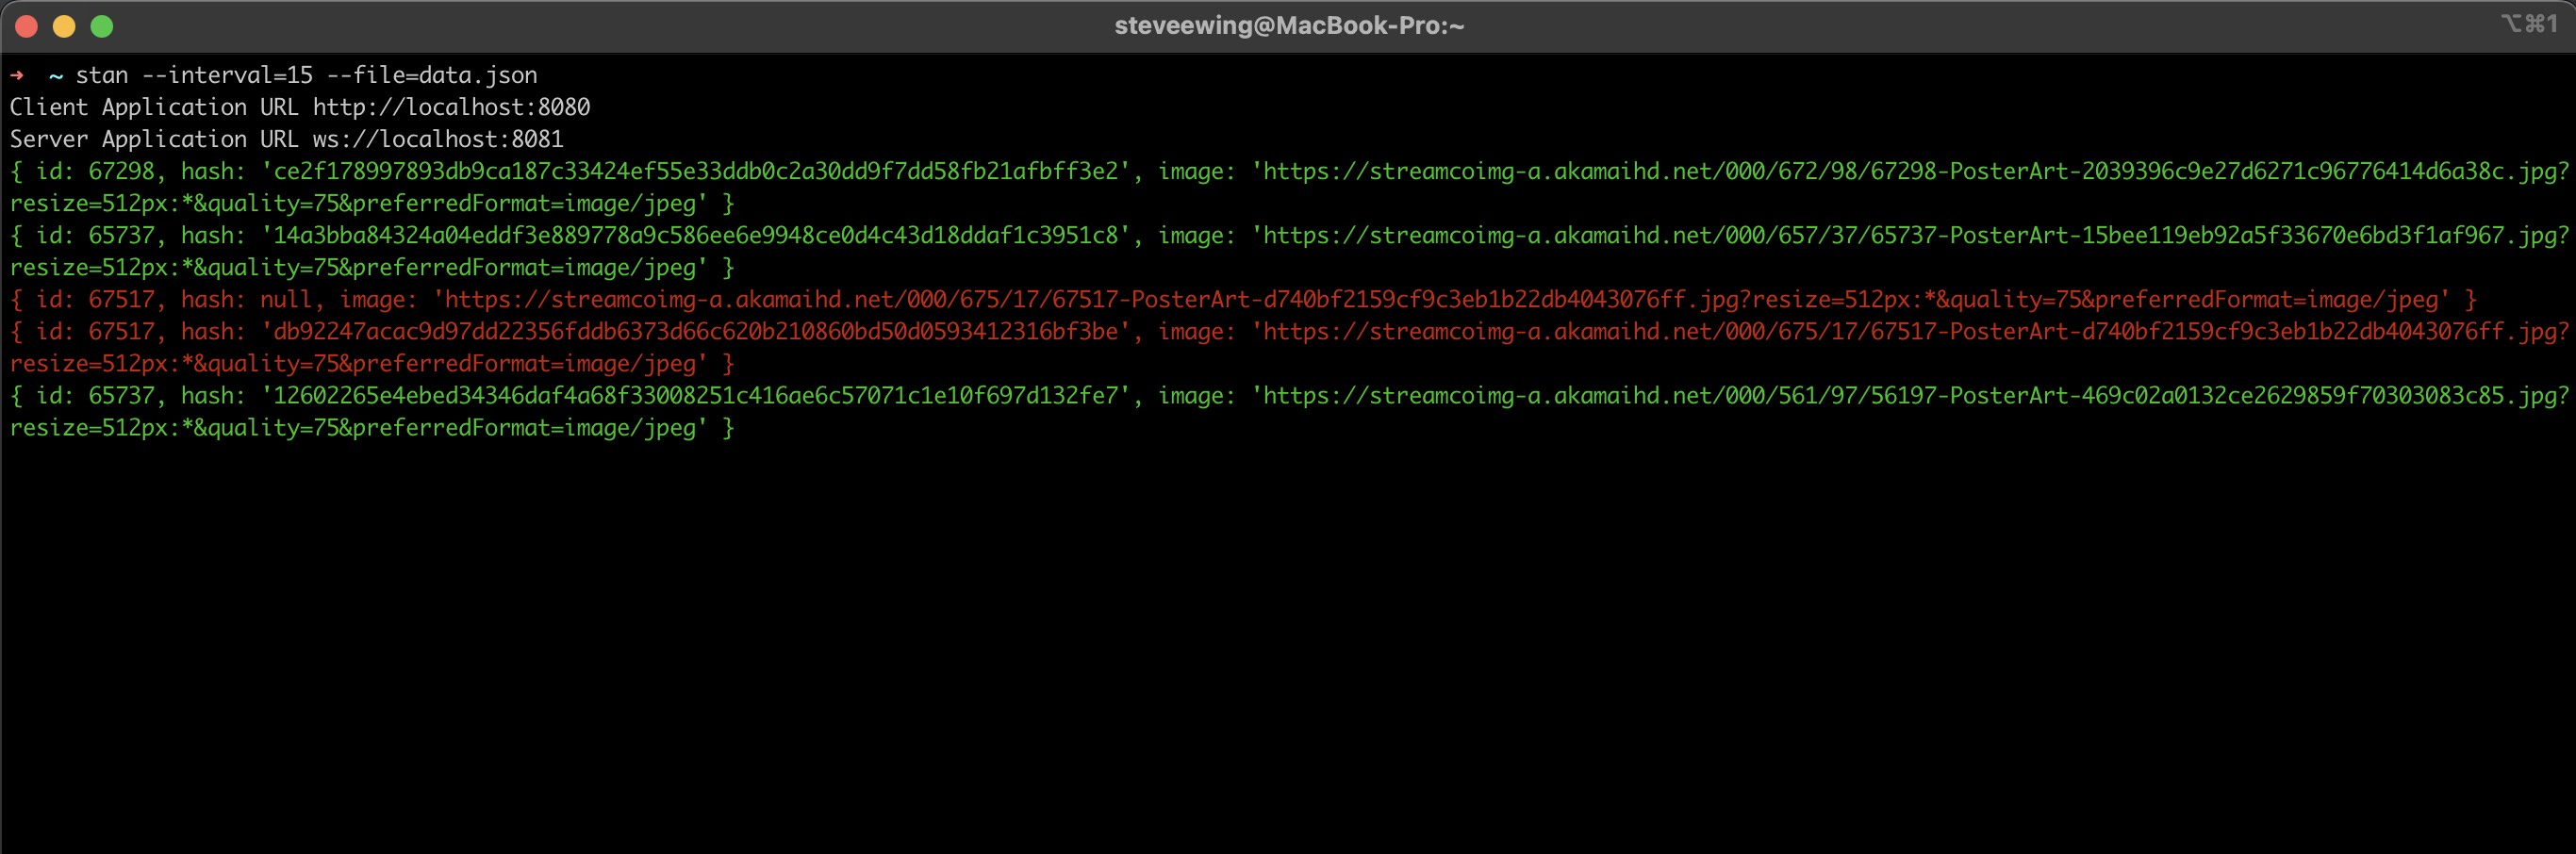 steveewing@MacBook-Pro:~
⌥⌘1
➜  ~ stan --interval=15 --file=data.json
Client Application URL http://localhost:8080
Server Application URL ws://localhost:8081
{ id: 67298, hash: 'ce2f178997893db9ca187c33424ef55e33ddb0c2a30dd9f7dd58fb21afbff3e2', image: 'https://streamcoimg-a.akamaihd.net/000/672/98/67298-PosterArt-2039396c9e27d6271c96776414d6a38c.jpg?
resize=512px:*&quality=75&preferredFormat=image/jpeg' }
{ id: 65737, hash: '14a3bba84324a04eddf3e889778a9c586ee6e9948ce0d4c43d18ddaf1c3951c8', image: 'https://streamcoimg-a.akamaihd.net/000/657/37/65737-PosterArt-15bee119eb92a5f33670e6bd3f1af967.jpg?
resize=512px:*&quality=75&preferredFormat=image/jpeg' }
{ id: 67517, hash: null, image: 'https://streamcoimg-a.akamaihd.net/000/675/17/67517-PosterArt-d740bf2159cf9c3eb1b22db4043076ff.jpg?resize=512px:*&quality=75&preferredFormat=image/jpeg' }
{ id: 67517, hash: 'db92247acac9d97dd22356fddb6373d66c620b210860bd50d0593412316bf3be', image: 'https://streamcoimg-a.akamaihd.net/000/675/17/67517-PosterArt-d740bf2159cf9c3eb1b22db4043076ff.jpg?
resize=512px:*&quality=75&preferredFormat=image/jpeg' }
{ id: 65737, hash: '12602265e4ebed34346daf4a68f33008251c416ae6c57071c1e10f697d132fe7', image: 'https://streamcoimg-a.akamaihd.net/000/561/97/56197-PosterArt-469c02a0132ce2629859f70303083c85.jpg?
resize=512px:*&quality=75&preferredFormat=image/jpeg' }